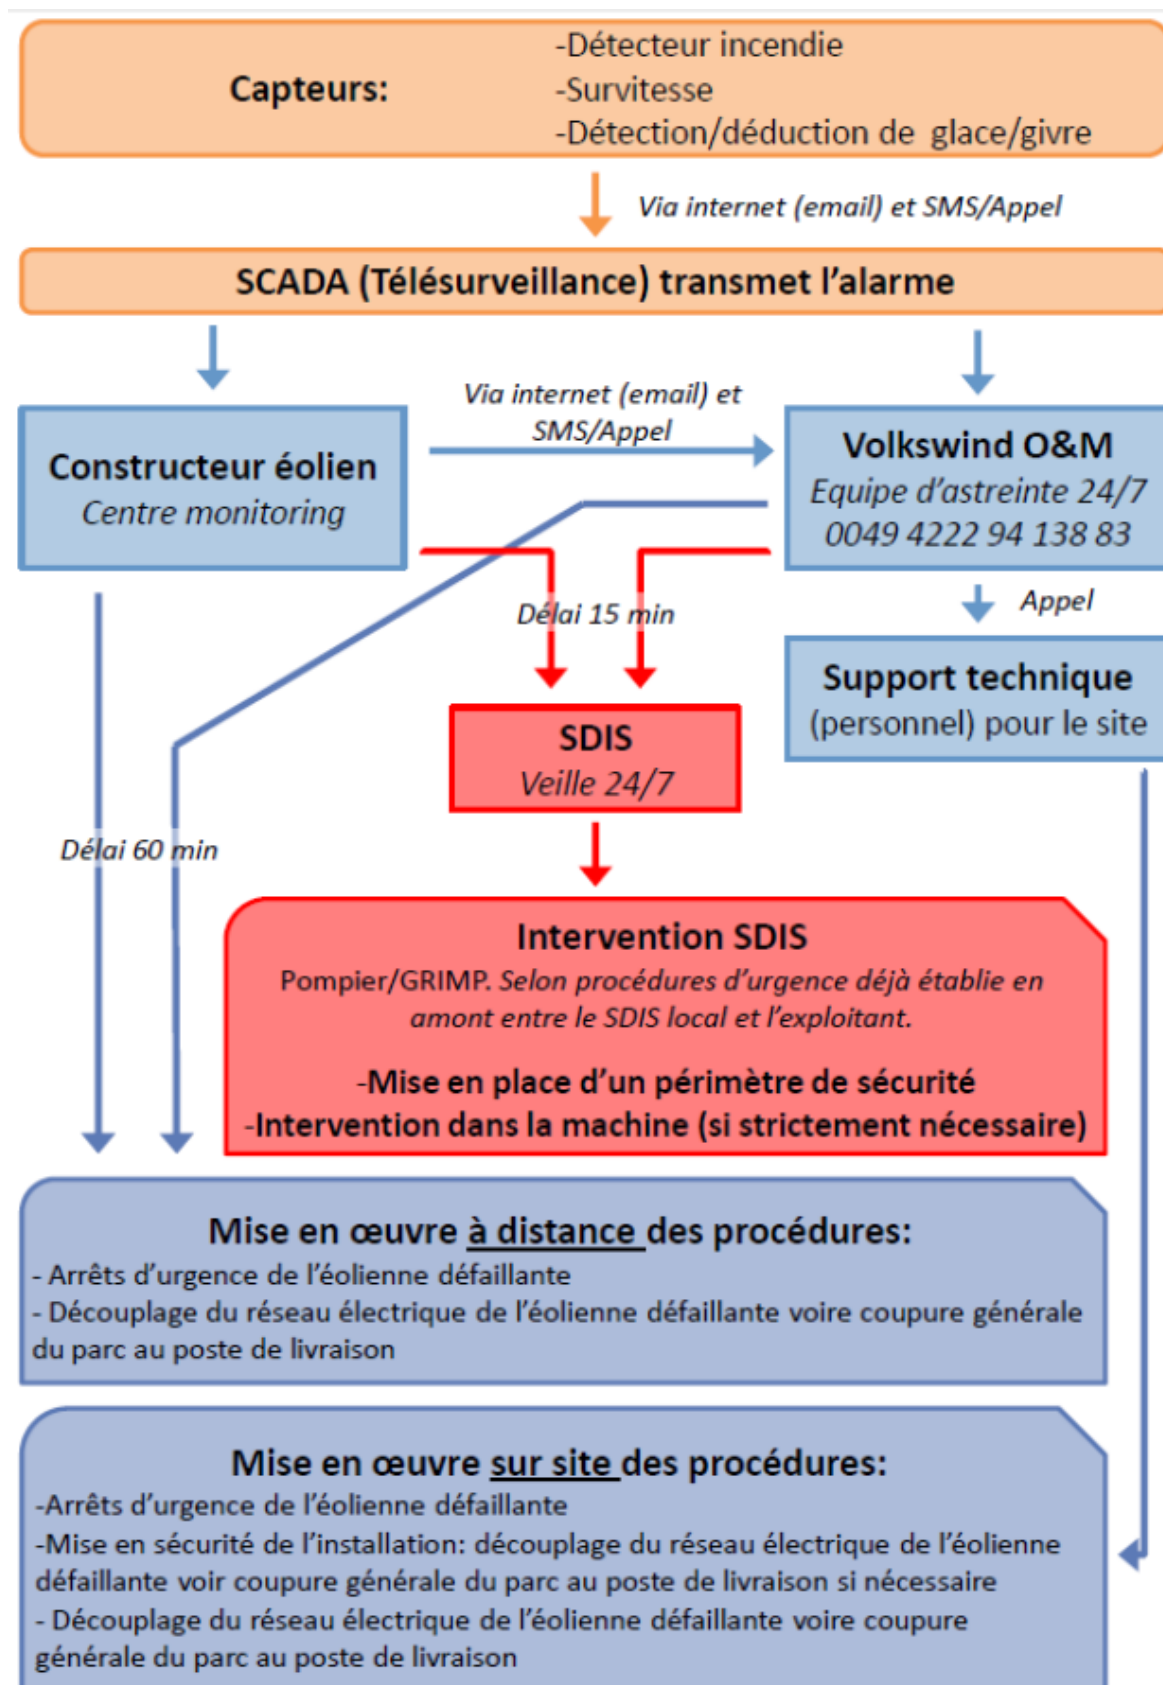 Capteurs:
-Détecteur incendie
-Survitesse
-Détection/déduction de glace/givre
Via internet (email) et SMS/Appel
SCADA (Télésurveillance) transmet l'alarme
Constructeur éolien
Centre monitoring
Via internet (email) et
SMS/Appel
Volkswind O&M
Equipe d'astreinte 24/7
0049 4222 94 138 83
Appel
Délai 15 min
Support technique
(personnel) pour le site
SDIS
Veille 24/7
Délai 60 min
Intervention SDIS
Pompier/GRIMP. Selon procédures d'urgence déjà établie en
amont entre le SDIS local et l'exploitant.
-Mise en place d'un périmètre de sécurité
-Intervention dans la machine (si strictement nécessaire)
Mise en œuvre à distance des procédures:
- Arrêts d'urgence de l'éolienne défaillante
- Découplage du réseau électrique de l'éolienne défaillante voire coupure générale
du parc au poste de livraison
Mise en œuvre sur site des procédures:
-Arrêts d'urgence de l'éolienne défaillante
-Mise en sécurité de l'installation: découplage du réseau électrique de l'éolienne
défaillante voir coupure générale du parc au poste de livraison si nécessaire
- Découplage du réseau électrique de l'éolienne défaillante voire coupure
générale du parc au poste de livraison